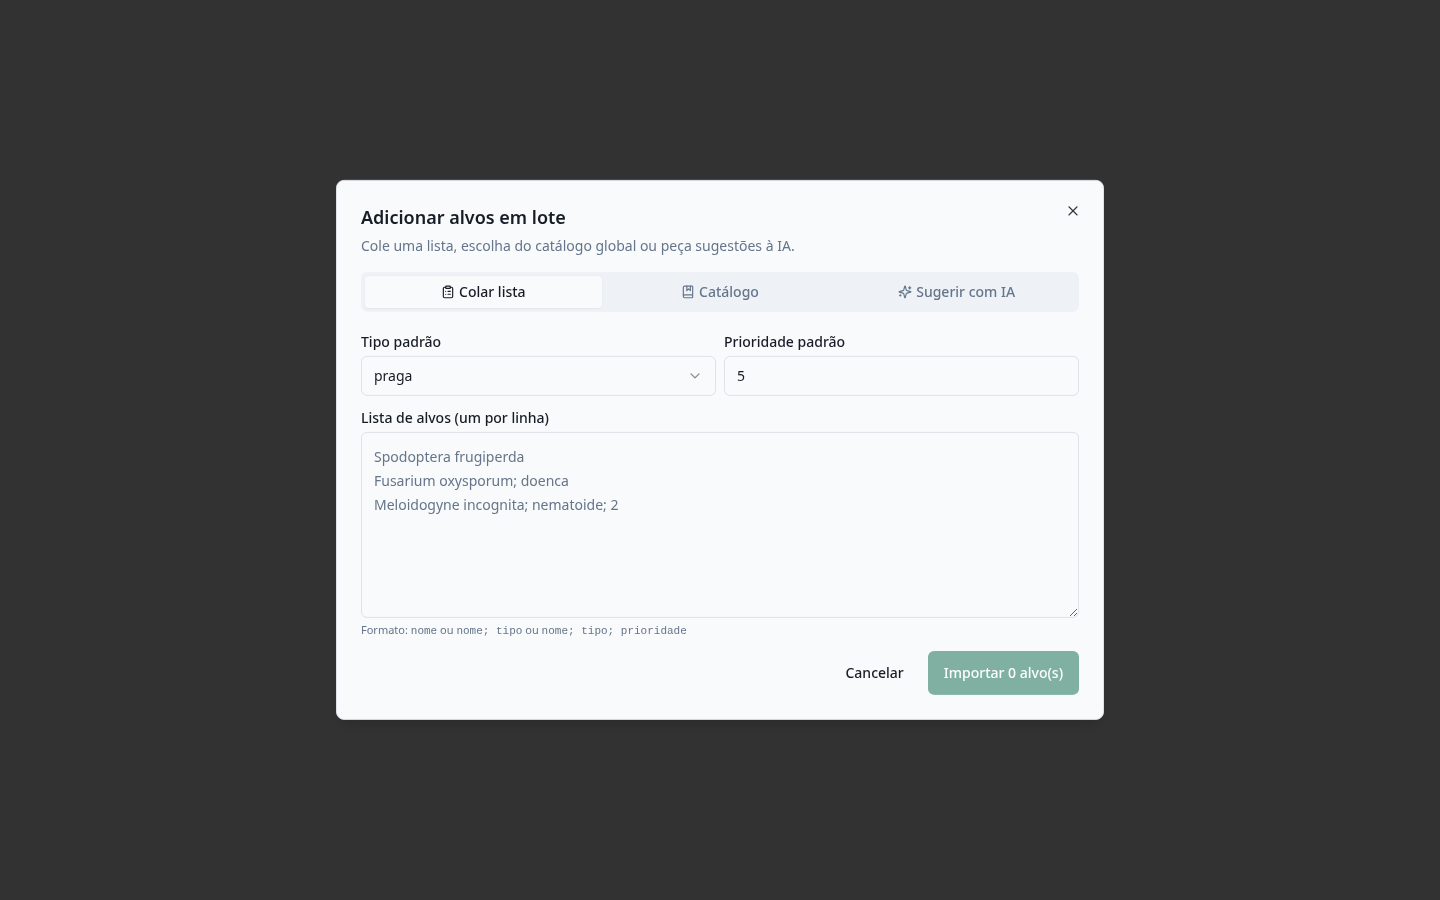 Adicionar alvos em lote
Cole uma lista, escolha do catálogo global ou peça sugestões à IA.
Colar lista
Catálogo
Sugerir com IA
Tipo padrão
Prioridade padrão
praga
5
Lista de alvos (um por linha)
Spodoptera frugiperda
Fusarium oxysporum; doenca
Meloidogyne incognita; nematoide; 2
Formato: nome ou nome; tipo ou nome; tipo; prioridade
Cancelar
Importar 0 alvo(s)